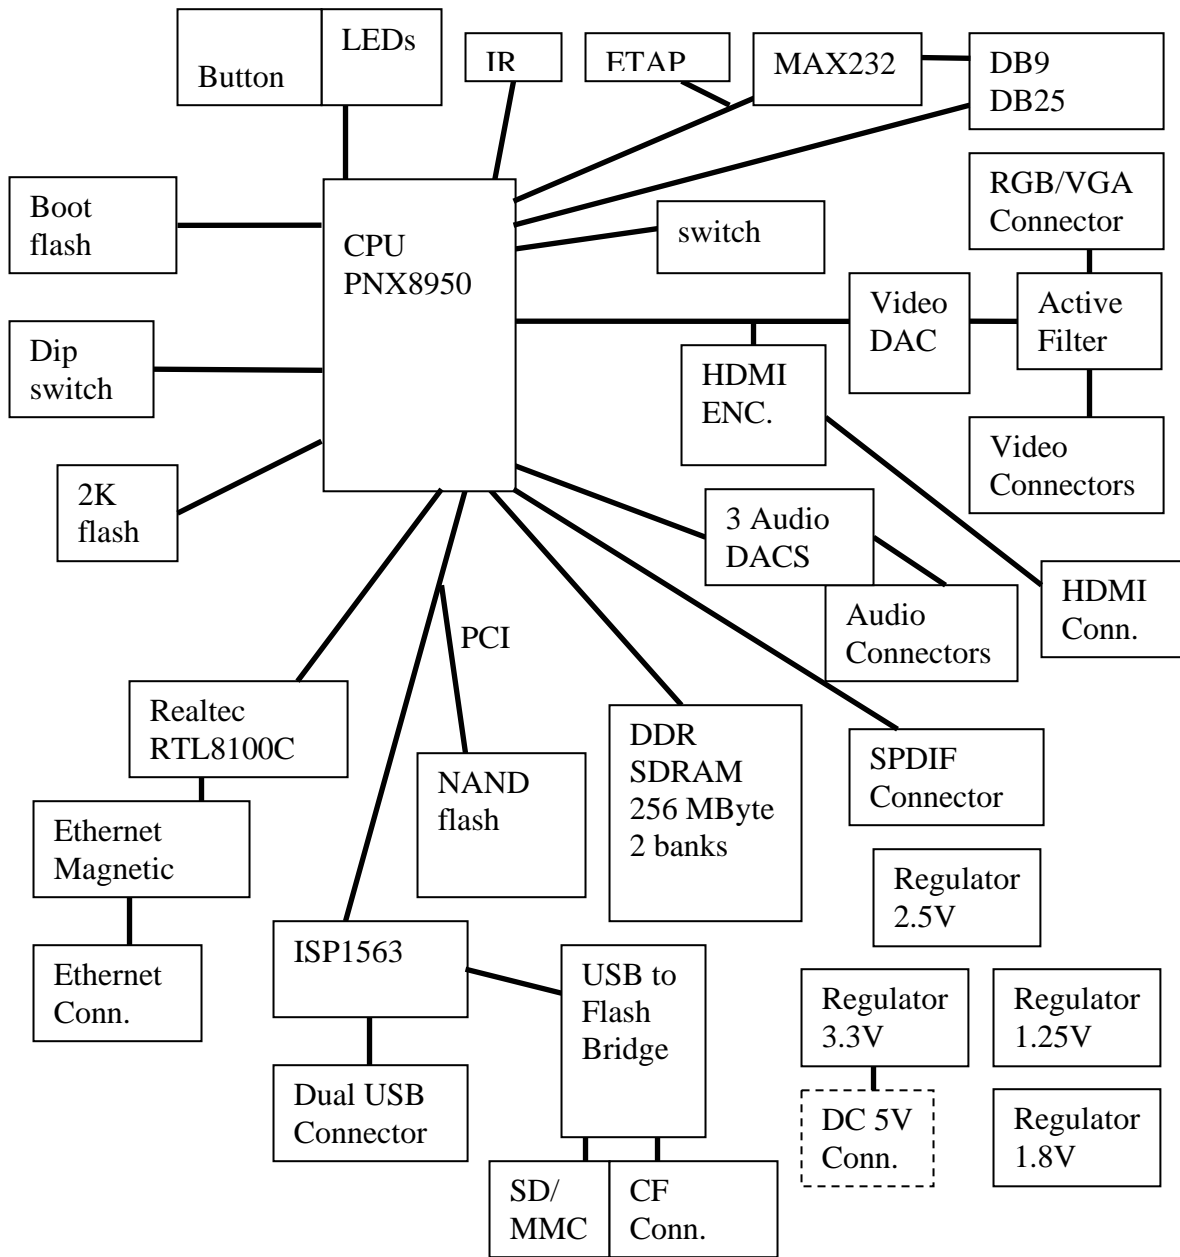 LEDs
Button
IR
ETAP
MAX232
DB9
DB25
RGB/VGA
Connector
Boot
flash
CPU
PNX8950
switch
Video
DAC
Active
Filter
Dip
switch
HDMI
ENC.
Video
Connectors
2K
flash
3 Audio
DACS
HDMI
Conn.
Audio
Connectors
PCI
Realtec
RTL8100C
DDR
SDRAM
256 MByte
2 banks
SPDIF
Connector
NAND
flash
Ethernet
Magnetic
Regulator
2.5V
ISP1563
USB to
Flash
Bridge
Ethernet
Conn.
Regulator
3.3V
Regulator
1.25V
Dual USB
Connector
DC 5V
Conn.
Regulator
1.8V
SD/
MMC
CF
Conn.